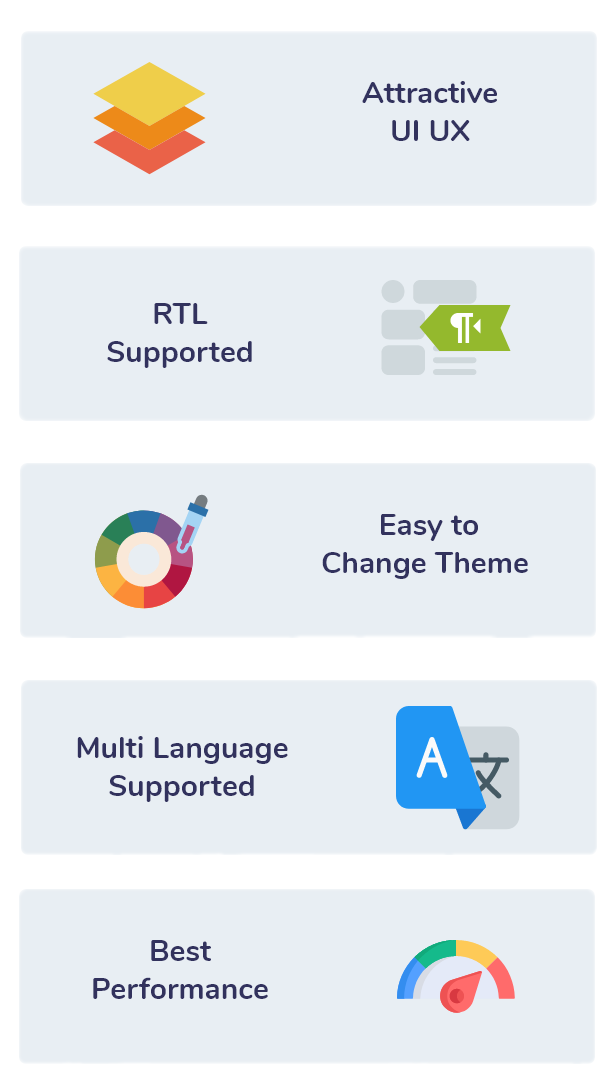 Attractive
UI UX
RTL
Supported
Easy to
Change Theme
Multi Language
Supported
A
文
Best
Performance